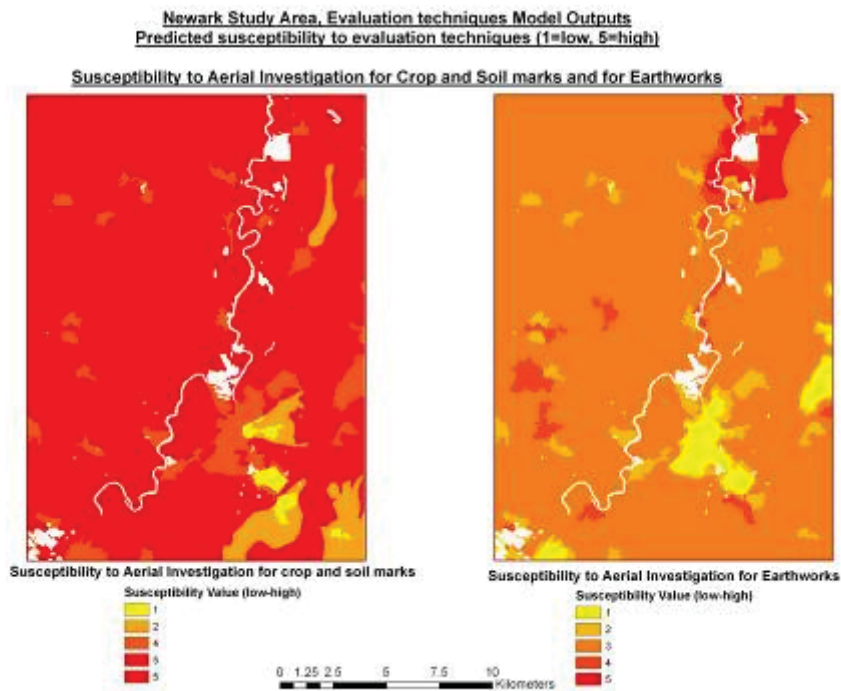 Newark Study Area, Evaluation techniques Model Outputs
Predicted susceptibility to evaluation techniques (1=low, 5=high)
Susceptibility to Aerial Investigation for Crop and Soil marks and for Earthworks
Susceptibility to Aerial Investigation for crop and soil marks
Susceptibility to Aerial Investigation for Earthworks
Susceptibility Value (low-high)
1
2
4
5
5
Susceptibility Value (low-high)
1
2
3
4
5
0 1.25 2.5 5 7.5 10
Kilometers